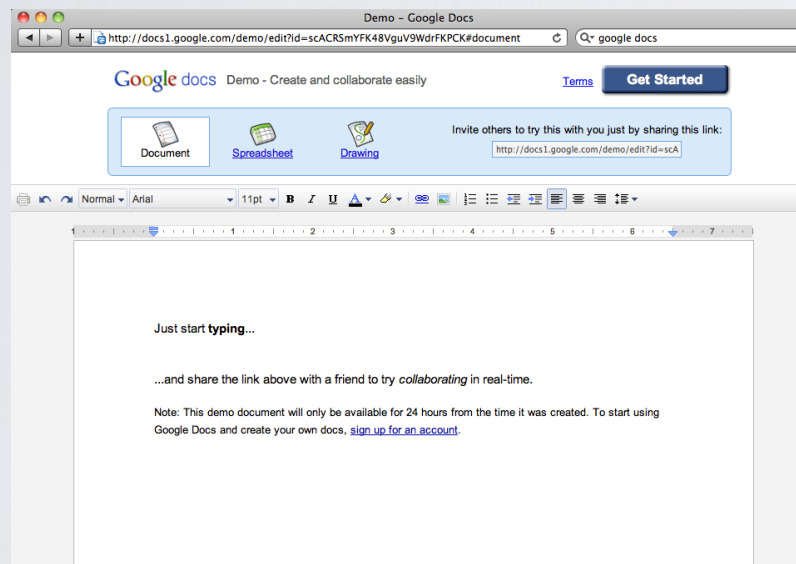 Demo – Google Docs
http://docs1.google.com/demo/edit?id=scACRSmYFK48VguV9WdrFKPCK#document
google docs
Google docs Demo - Create and collaborate easily
Terms
Get Started
Invite others to try this with you just by sharing this link:
http://docs1.google.com/demo/edit?id=scA
Document
Spreadsheet
Drawing
Normal Arial 11pt B I U A
1 1 2 3 4 5 6 7
Just start typing...
...and share the link above with a friend to try collaborating in real-time.
Note: This demo document will only be available for 24 hours from the time it was created. To start using
Google Docs and create your own docs, sign up for an account.